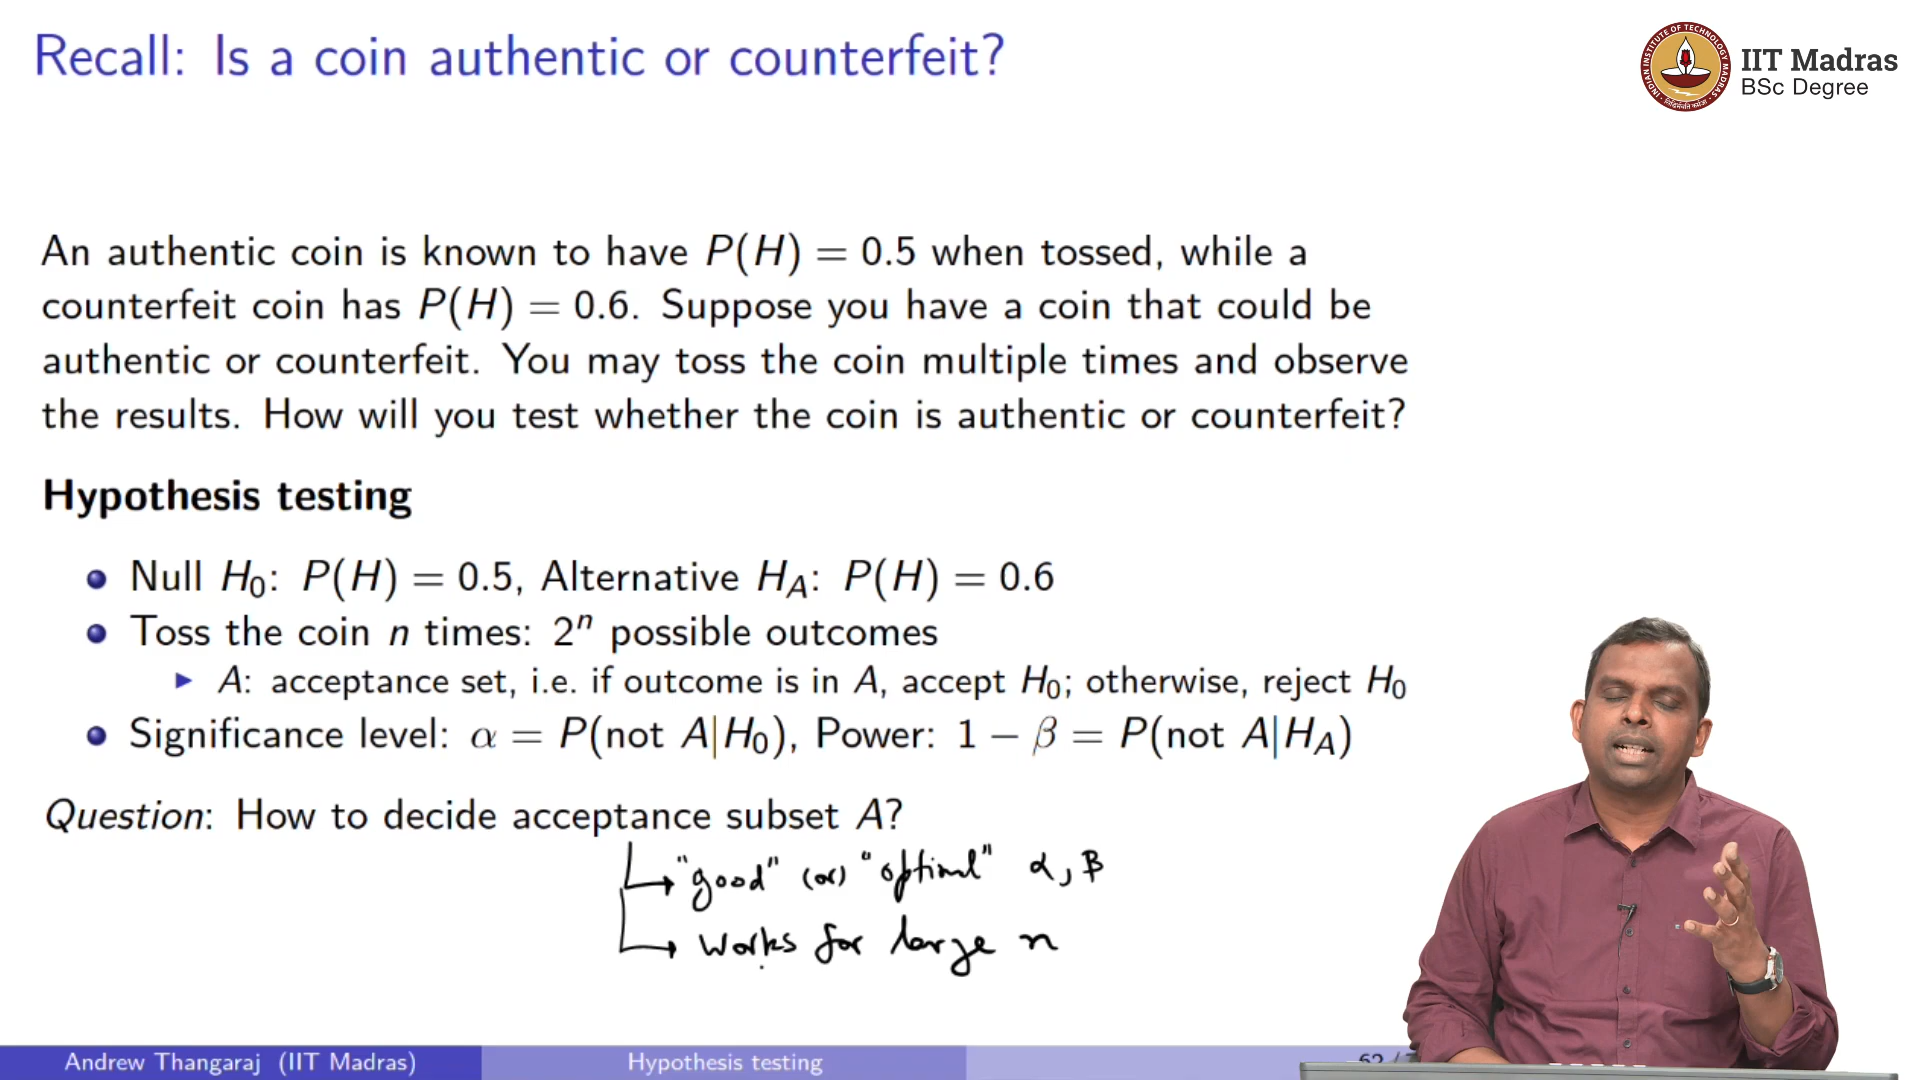 Recall: Is a coin authentic or counterfeit?
IIT Madras
BSc Degree
INDIAN INSTITUTE OF TECHNOLOGY MADRAS
An authentic coin is known to have P(H) = 0.5 when tossed, while a
counterfeit coin has P(H) = 0.6. Suppose you have a coin that could be
authentic or counterfeit. You may toss the coin multiple times and observe
the results. How will you test whether the coin is authentic or counterfeit?
Hypothesis testing
Null H₀: P(H) = 0.5, Alternative H_A: P(H) = 0.6
Toss the coin n times: 2ⁿ possible outcomes
A: acceptance set, i.e. if outcome is in A, accept H₀; otherwise, reject H₀
Significance level: α = P(not A|H₀), Power: 1 − β = P(not A|H_A)
Question: How to decide acceptance subset A?
"good" (or) "optimal" α, β
works for large n
Andrew Thangaraj (IIT Madras)
Hypothesis testing